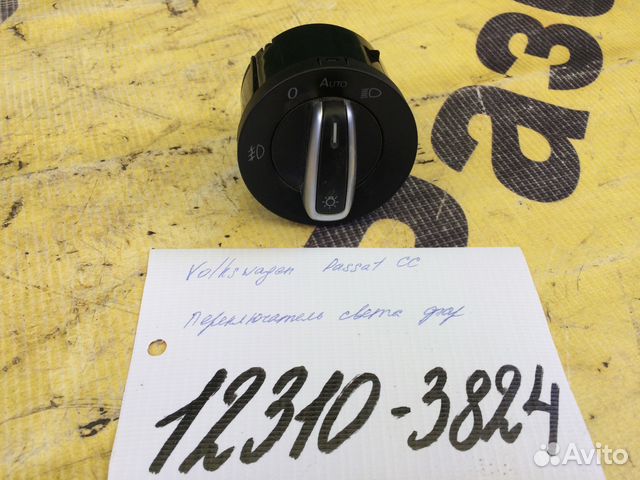 0 AUTO
Volkswagen Passat CC
Переключатель света фар
12310-3824
Avito